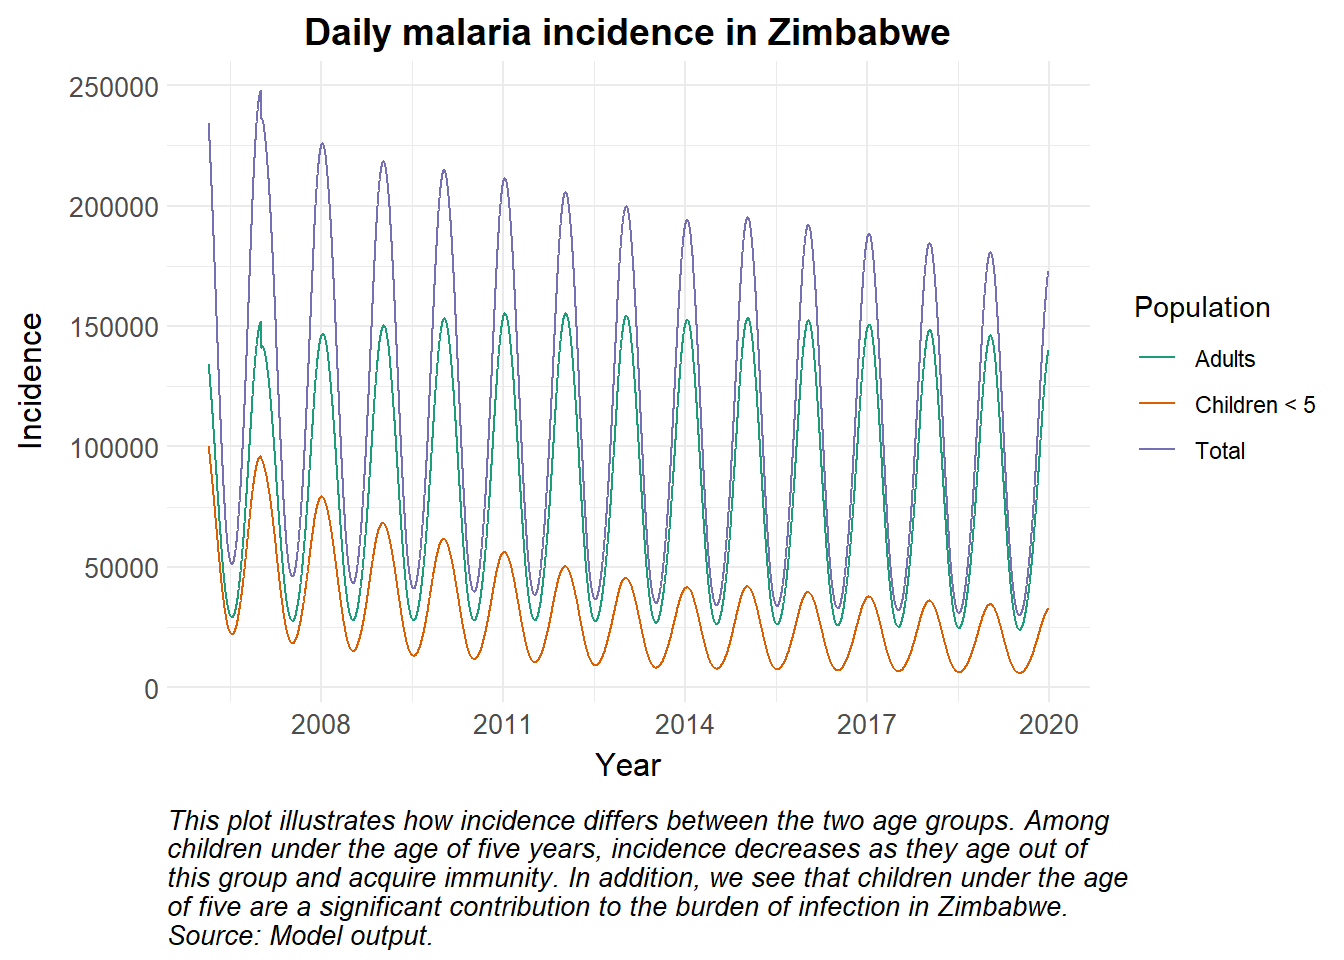 Daily malaria incidence in Zimbabwe
250000
200000
150000
100000
50000
0
Incidence
2008 2011 2014 2017 2020
Year
Population
Adults
Children < 5
Total
This plot illustrates how incidence differs between the two age groups. Among
children under the age of five years, incidence decreases as they age out of
this group and acquire immunity. In addition, we see that children under the age
of five are a significant contribution to the burden of infection in Zimbabwe.
Source: Model output.